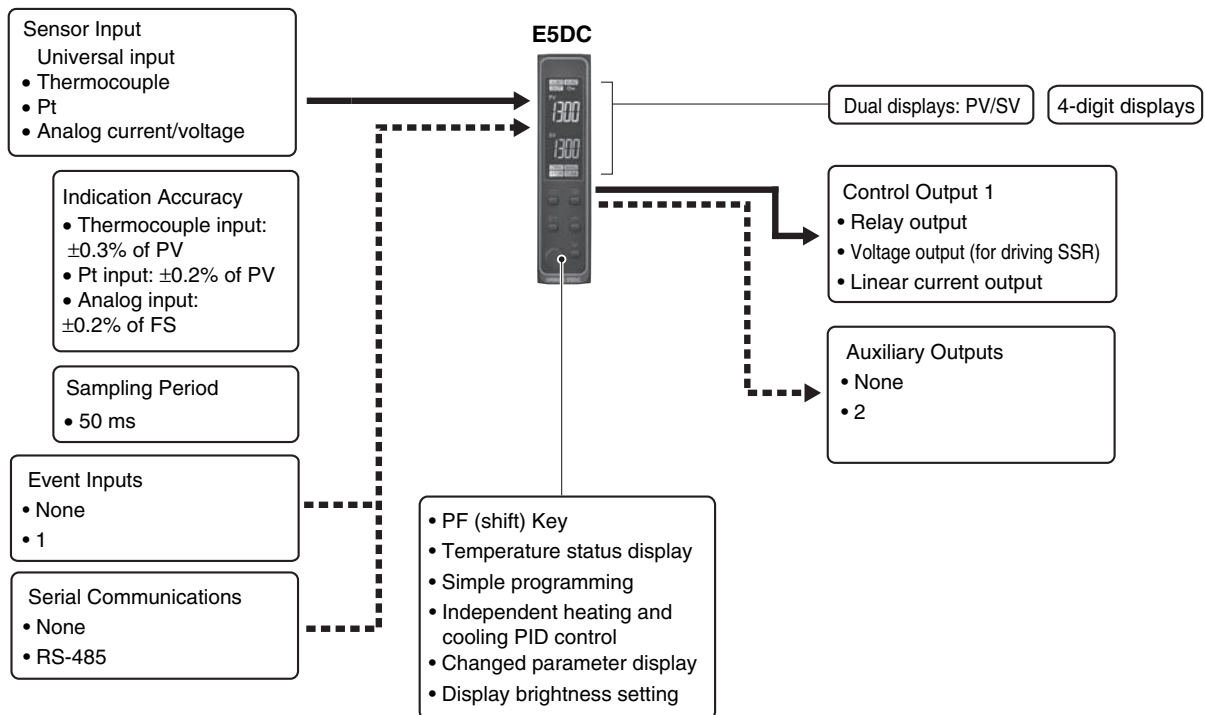 Sensor Input
Universal input
• Thermocouple
• Pt
• Analog current/voltage
Indication Accuracy
• Thermocouple input:
±0.3% of PV
• Pt input: ±0.2% of PV
• Analog input:
±0.2% of FS
Sampling Period
• 50 ms
Event Inputs
• None
• 1
Serial Communications
• None
• RS-485
E5DC
PV
1300
SV
1300
• PF (shift) Key
• Temperature status display
• Simple programming
• Independent heating and
cooling PID control
• Changed parameter display
• Display brightness setting
Dual displays: PV/SV
4-digit displays
Control Output 1
• Relay output
• Voltage output (for driving SSR)
• Linear current output
Auxiliary Outputs
• None
• 2